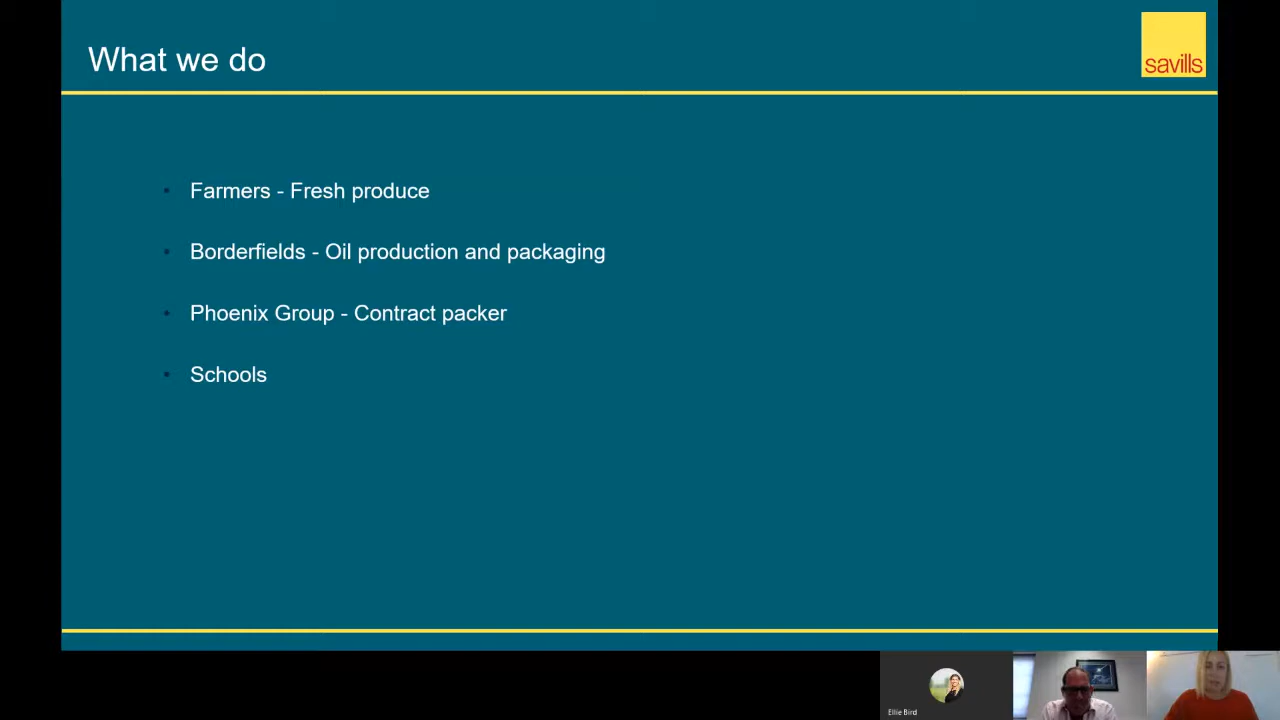 What we do
savills
Farmers - Fresh produce
Borderfields - Oil production and packaging
Phoenix Group - Contract packer
Schools
Ellie Bird